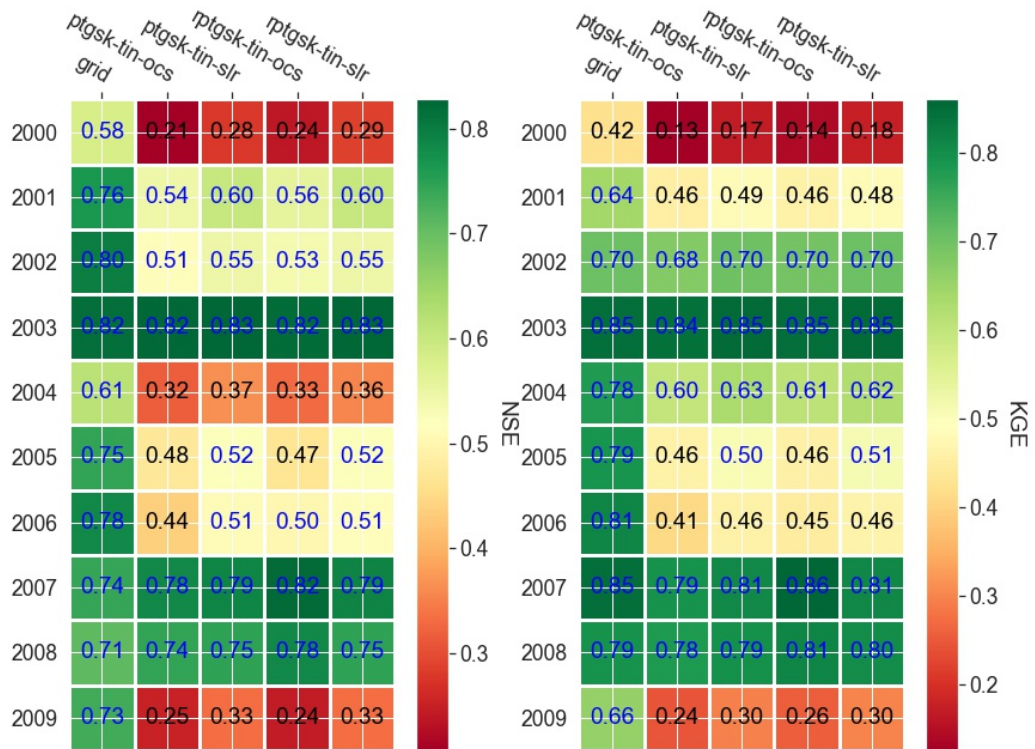 grid ptgsk-tin-ocs ptgsk-tin-slr rptgsk-tin-ocs rptgsk-tin-slr
2000 0.58 0.21 0.28 0.24 0.29
2001 0.76 0.54 0.60 0.56 0.60
2002 0.80 0.51 0.55 0.53 0.55
2003 0.82 0.82 0.83 0.82 0.83
2004 0.61 0.32 0.37 0.33 0.36
2005 0.75 0.48 0.52 0.47 0.52
2006 0.78 0.44 0.51 0.50 0.51
2007 0.74 0.78 0.79 0.82 0.79
2008 0.71 0.74 0.75 0.78 0.75
2009 0.73 0.25 0.33 0.24 0.33
0.8
0.7
0.6
0.5
0.4
0.3
NSE
grid ptgsk-tin-ocs ptgsk-tin-slr rptgsk-tin-ocs rptgsk-tin-slr
2000 0.42 0.13 0.17 0.14 0.18
2001 0.64 0.46 0.49 0.46 0.48
2002 0.70 0.68 0.70 0.70 0.70
2003 0.85 0.84 0.85 0.85 0.85
2004 0.78 0.60 0.63 0.61 0.62
2005 0.79 0.46 0.50 0.46 0.51
2006 0.81 0.41 0.46 0.45 0.46
2007 0.85 0.79 0.81 0.86 0.81
2008 0.79 0.78 0.79 0.81 0.80
2009 0.66 0.24 0.30 0.26 0.30
0.8
0.7
0.6
0.5
0.4
0.3
0.2
KGE